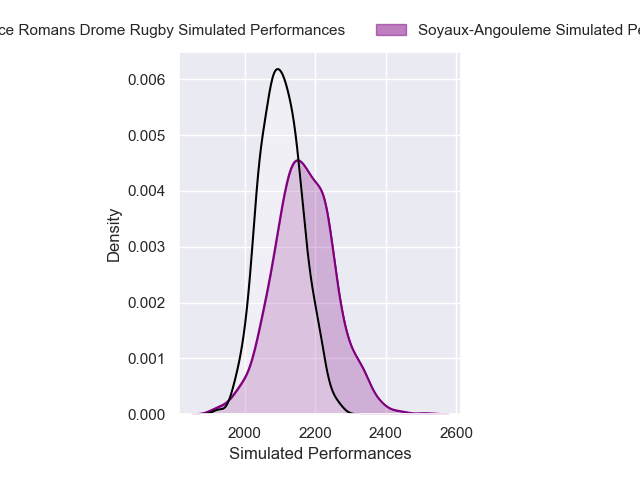 ce Romans Drome Rugby Simulated Performances Soyaux-Angouleme Simulated Pe
0.006
0.005
0.004
0.003
0.002
0.001
0.000
Density
2000 2200 2400 2600
Simulated Performances